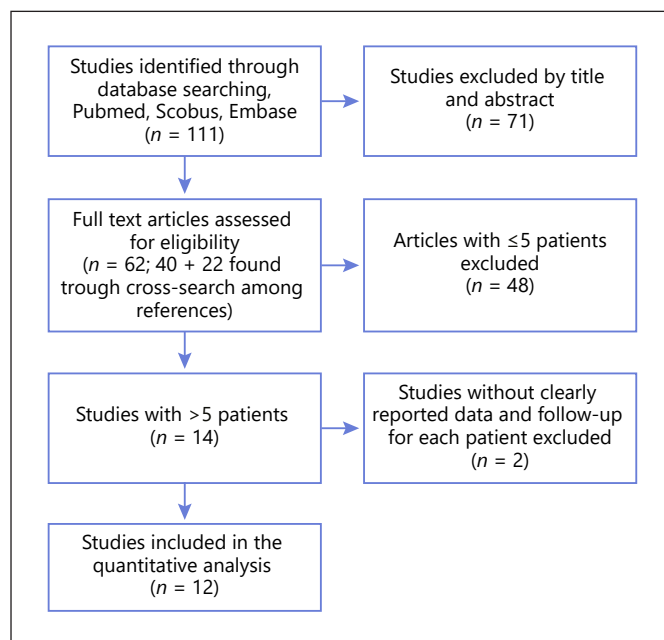 Studies identified through
database searching,
Pubmed, Scobus, Embase
(n = 111)
Studies excluded by title
and abstract
(n = 71)
Full text articles assessed
for eligibility
(n = 62; 40 + 22 found
trough cross-search among
references)
Articles with ≤5 patients
excluded
(n = 48)
Studies with >5 patients
(n = 14)
Studies without clearly
reported data and follow-up
for each patient excluded
(n = 2)
Studies included in the
quantitative analysis
(n = 12)